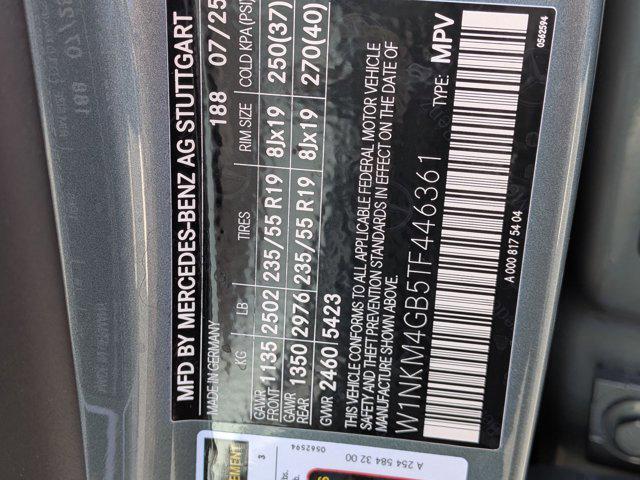 MFD BY MERCEDES-BENZ AG STUTTGART
MADE IN GERMANY 188 07/25
KG LB TIRES RIM SIZE COLD KPA (PSI
GAWR
FRONT 1135 2502 235/55 R19 8Jx19 250(37)
GAWR
REAR 1350 2976 235/55 R19 8Jx19 270(40)
GVWR 2460 5423
THIS VEHICLE CONFORMS TO ALL APPLICABLE FEDERAL MOTOR VEHICLE
SAFETY AND THEFT PREVENTION STANDARDS IN EFFECT ON THE DATE OF
MANUFACTURE SHOWN ABOVE.
W1NKM4GB5TF446361 TYPE: MPV
A 000 817 54 04
0562594
EMENT
3
0562594
A 254 584 32 00